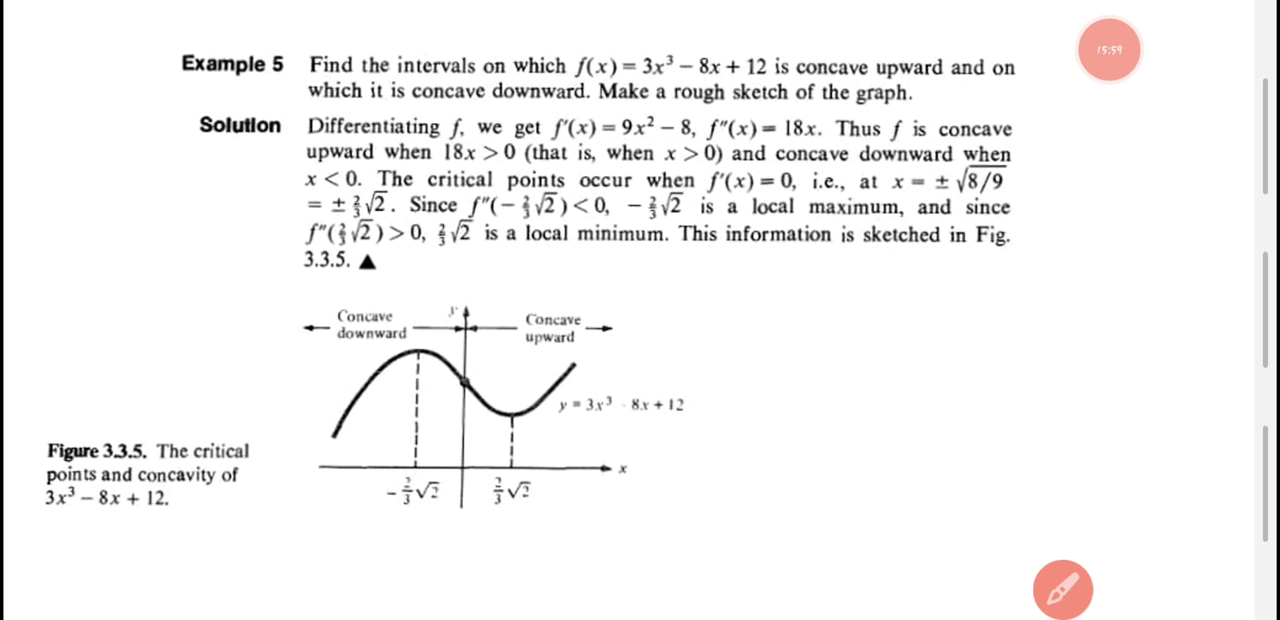 15:59
Example 5 Find the intervals on which f(x) = 3x³ − 8x + 12 is concave upward and on
which it is concave downward. Make a rough sketch of the graph.
Solution Differentiating f, we get f′(x) = 9x² − 8, f″(x) = 18x. Thus f is concave
upward when 18x > 0 (that is, when x > 0) and concave downward when
x < 0. The critical points occur when f′(x) = 0, i.e., at x = ± √8/9
= ± ⅔√2. Since f″(− ⅔√2) < 0, − ⅔√2 is a local maximum, and since
f″(⅔√2) > 0, ⅔√2 is a local minimum. This information is sketched in Fig.
3.3.5. ▲
Concave
downward
y
Concave
upward
y = 3x³ - 8x + 12
x
-⅔√2
⅔√2
Figure 3.3.5. The critical
points and concavity of
3x³ − 8x + 12.